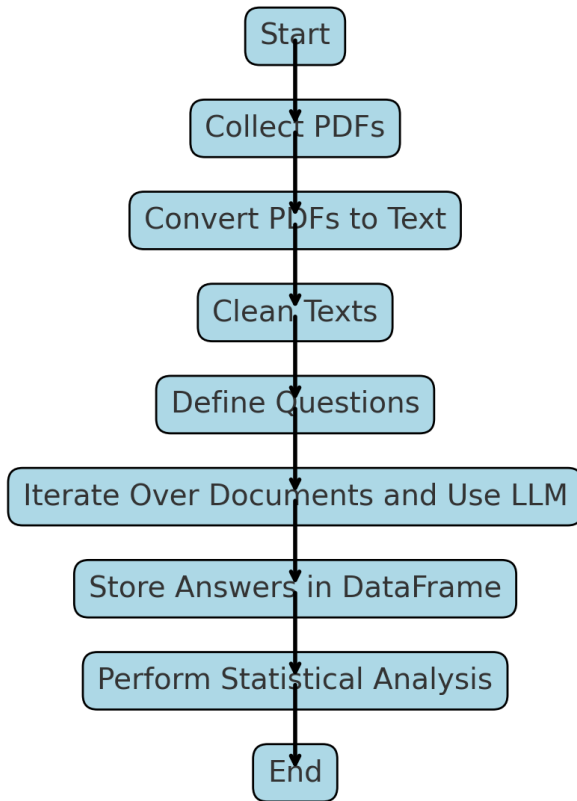 Start
Collect PDFs
Convert PDFs to Text
Clean Texts
Define Questions
Iterate Over Documents and Use LLM
Store Answers in DataFrame
Perform Statistical Analysis
End